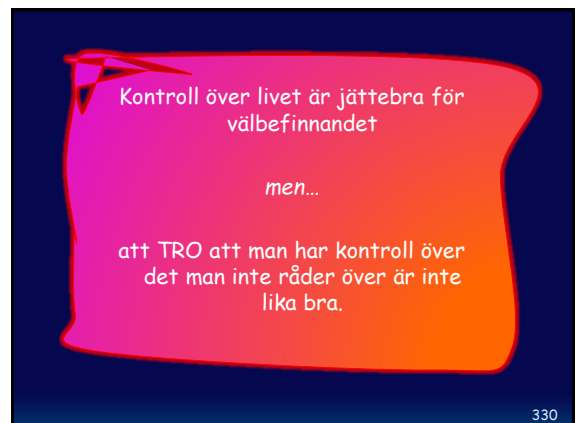 Kontroll över livet är jättebra för
välbefinnandet
men…
att TRO att man har kontroll över
det man inte råder över är inte
lika bra.
330